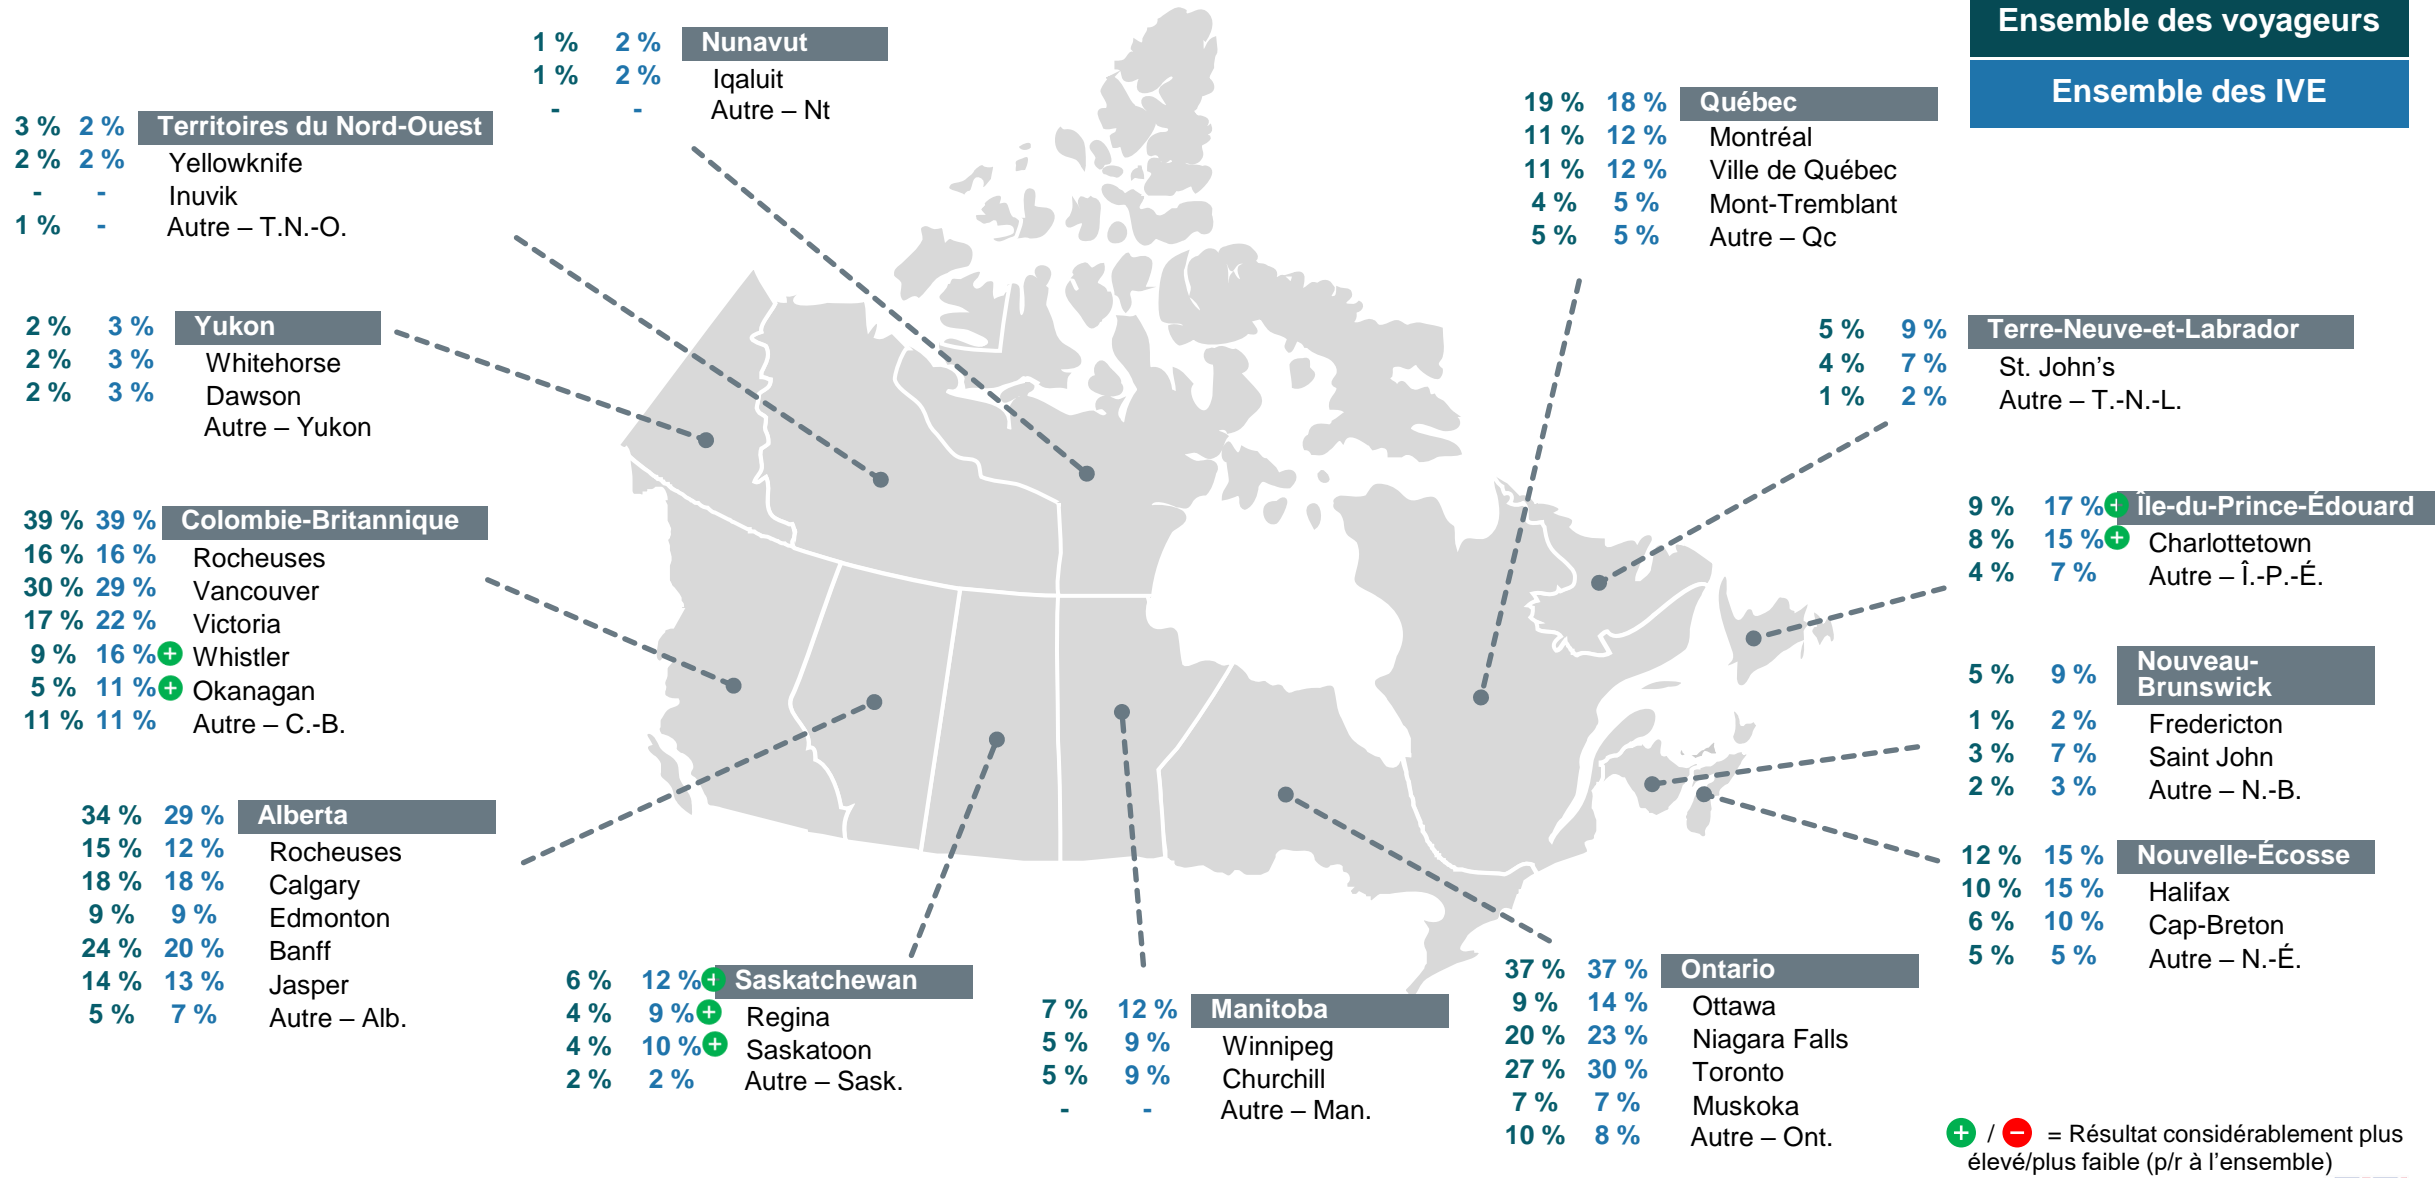 Ensemble des voyageurs
Ensemble des IVE
1 % 2 % Nunavut
1 % 2 % Iqaluit
- - Autre – Nt
3 % 2 % Territoires du Nord-Ouest
2 % 2 % Yellowknife
- - Inuvik
1 % - Autre – T.N.-O.
19 % 18 % Québec
11 % 12 % Montréal
11 % 12 % Ville de Québec
4 % 5 % Mont-Tremblant
5 % 5 % Autre – Qc
2 % 3 % Yukon
2 % 3 % Whitehorse
2 % 3 % Dawson
Autre – Yukon
5 % 9 % Terre-Neuve-et-Labrador
4 % 7 % St. John’s
1 % 2 % Autre – T.-N.-L.
39 % 39 % Colombie-Britannique
16 % 16 % Rocheuses
30 % 29 % Vancouver
17 % 22 % Victoria
9 % 16 % + Whistler
5 % 11 % + Okanagan
11 % 11 % Autre – C.-B.
9 % 17 % + Île-du-Prince-Édouard
8 % 15 % + Charlottetown
4 % 7 % Autre – Î.-P.-É.
5 % 9 % Nouveau-
Brunswick
1 % 2 % Fredericton
3 % 7 % Saint John
2 % 3 % Autre – N.-B.
34 % 29 % Alberta
15 % 12 % Rocheuses
18 % 18 % Calgary
9 % 9 % Edmonton
24 % 20 % Banff
14 % 13 % Jasper
5 % 7 % Autre – Alb.
12 % 15 % Nouvelle-Écosse
10 % 15 % Halifax
6 % 10 % Cap-Breton
5 % 5 % Autre – N.-É.
6 % 12 % + Saskatchewan
4 % 9 % + Regina
4 % 10 % + Saskatoon
2 % 2 % Autre – Sask.
7 % 12 % Manitoba
5 % 9 % Winnipeg
5 % 9 % Churchill
- - Autre – Man.
37 % 37 % Ontario
9 % 14 % Ottawa
20 % 23 % Niagara Falls
27 % 30 % Toronto
7 % 7 % Muskoka
10 % 8 % Autre – Ont.
+ / − = Résultat considérablement plus
élevé/plus faible (p/r à l’ensemble)